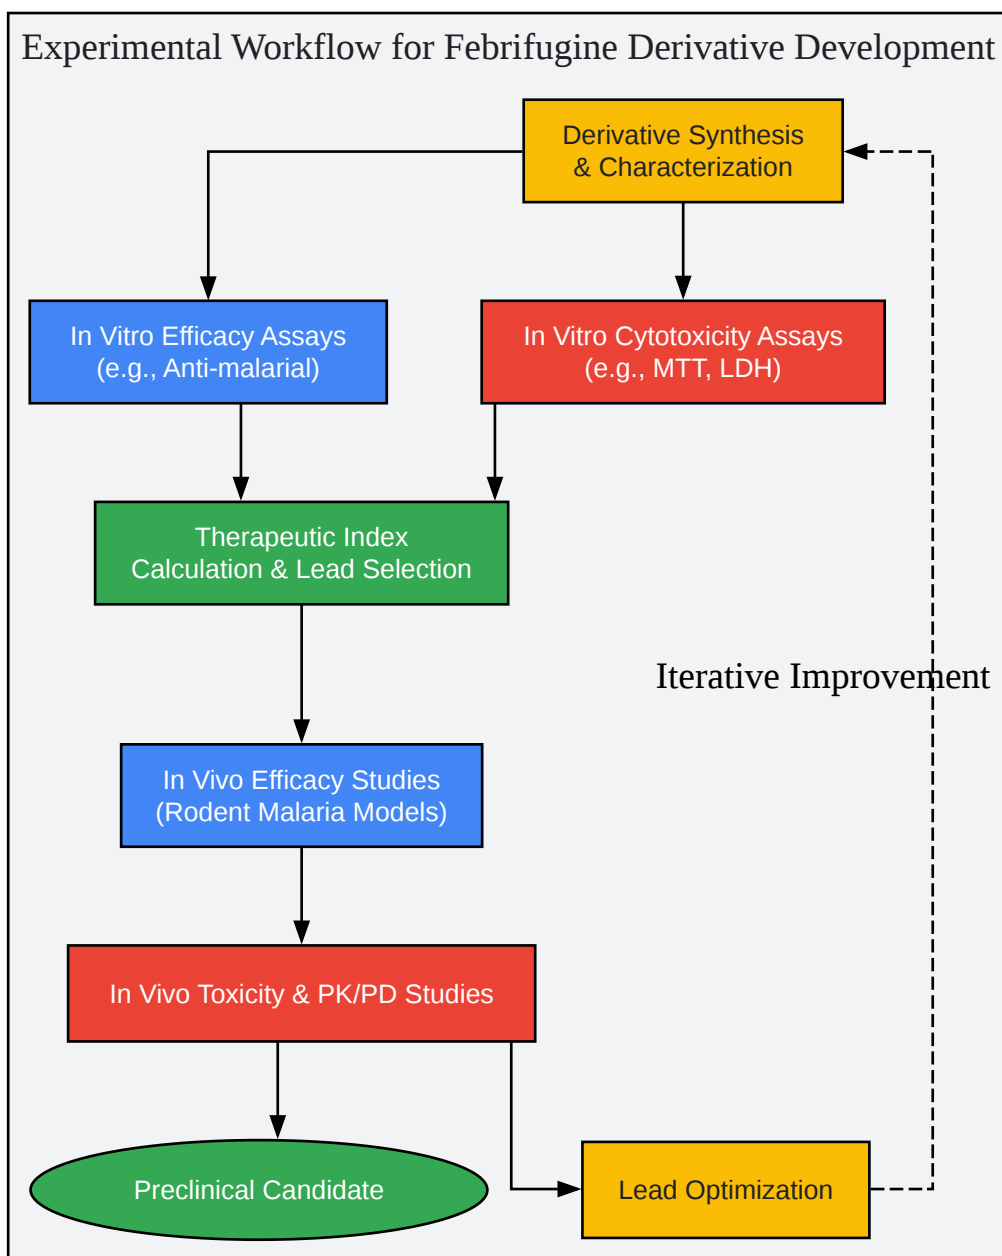 Experimental Workflow for Febrifugine Derivative Development
Derivative Synthesis
& Characterization
In Vitro Efficacy Assays
(e.g., Anti-malarial)
In Vitro Cytotoxicity Assays
(e.g., MTT, LDH)
Therapeutic Index
Calculation & Lead Selection
Iterative Improvement
In Vivo Efficacy Studies
(Rodent Malaria Models)
In Vivo Toxicity & PK/PD Studies
Preclinical Candidate
Lead Optimization